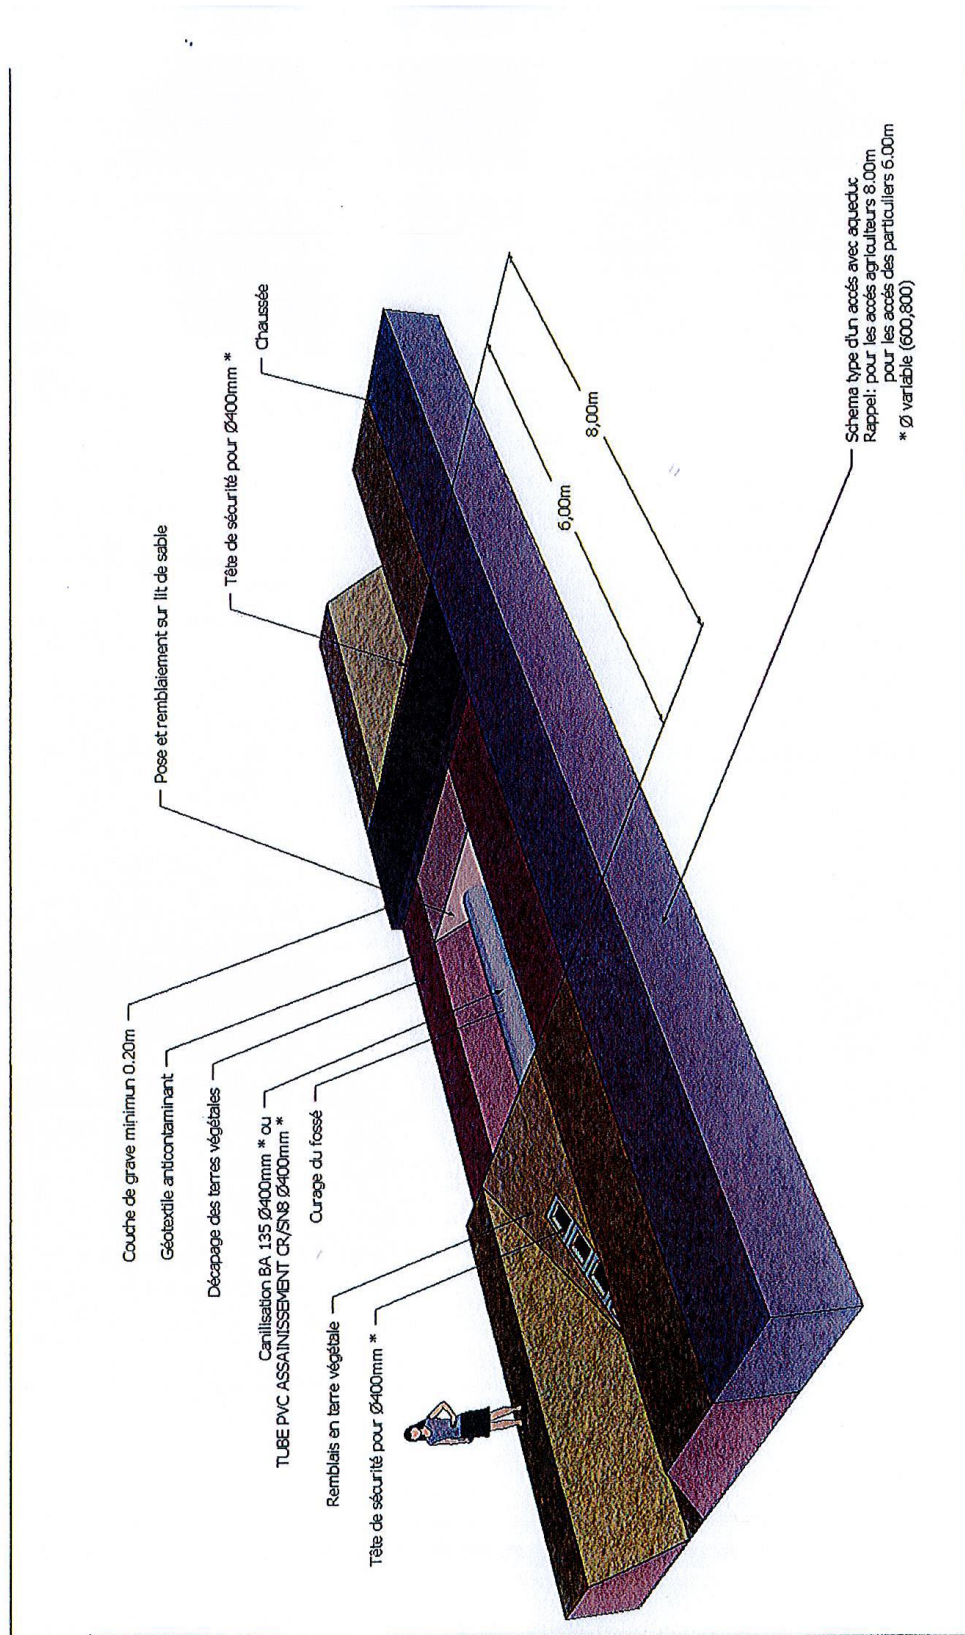 Couche de grave minimun 0.20m
Géotextile anticontaminant
Décapage des terres végétales
Canilisation BA 135 Ø400mm * ou
TUBE PVC ASSAINISSEMENT CR/SN8 Ø400mm *
Curage du fossé
Remblais en terre végétale
Tête de sécurité pour Ø400mm *
Pose et remblaiement sur lit de sable
Tête de sécurité pour Ø400mm *
Chaussée
6,00m
8,00m
Schema type d'un accés avec aqueduc
Rappel: pour les accés agriculteurs 8.00m
pour les accés des particuliers 6.00m
* Ø variable (600,800)